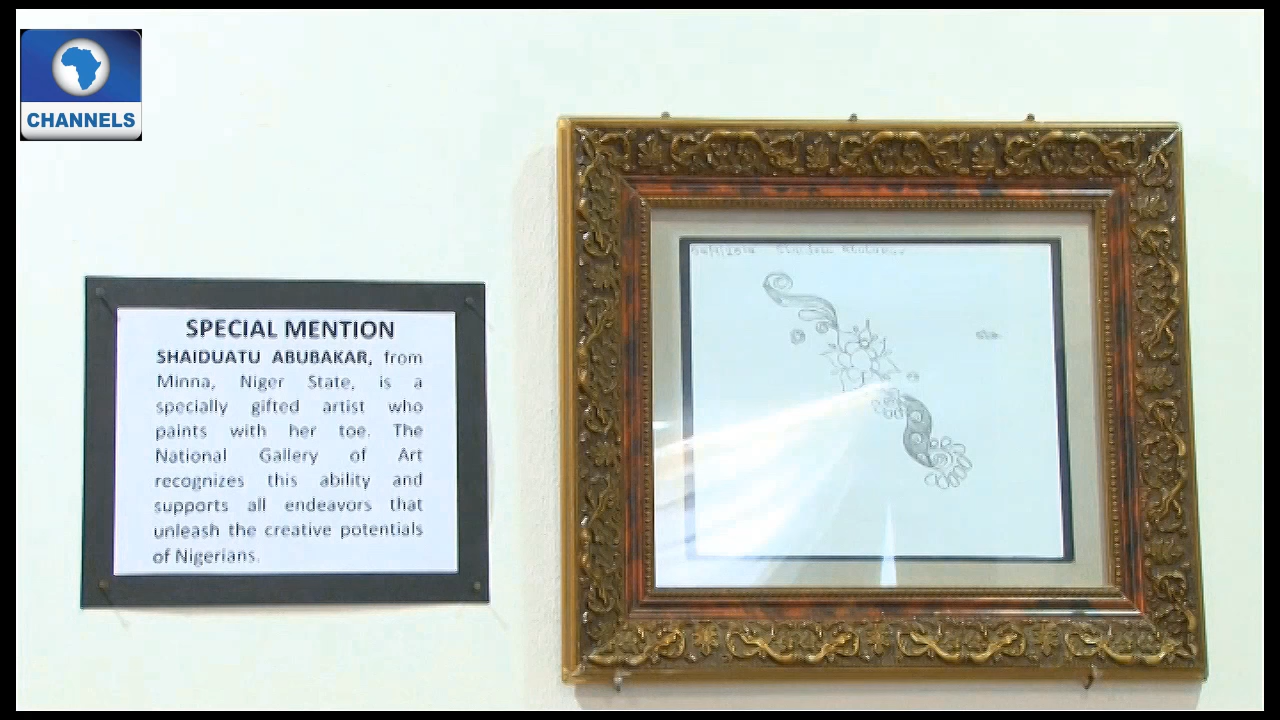 CHANNELS
SPECIAL MENTION
SHAIDUATU ABUBAKAR, from
Minna, Niger State, is a
specially gifted artist who
paints with her toe. The
National Gallery of Art
recognizes this ability and
supports all endeavors that
unleash the creative potentials
of Nigerians.